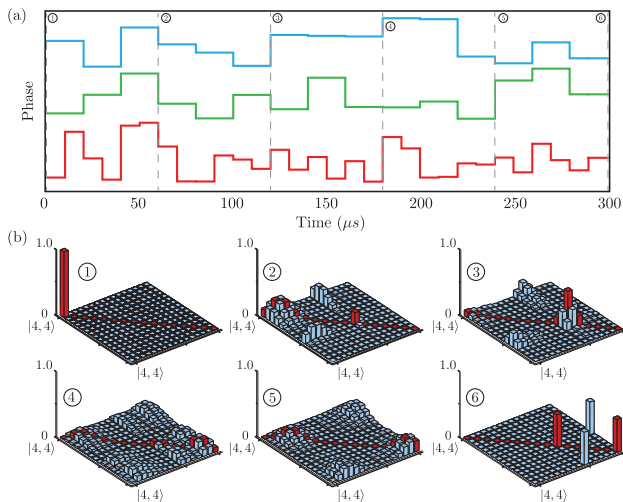 (a)
① ② ③ ④ ⑤ ⑥
Phase
0 50 100 150 200 250 300
Time (μs)
(b)
1.0 1.0 1.0
① ② ③
0 0 0
|4, 4⟩ |4, 4⟩ |4, 4⟩
|4, 4⟩ |4, 4⟩ |4, 4⟩
1.0 1.0 1.0
④ ⑤ ⑥
0 0 0
|4, 4⟩ |4, 4⟩ |4, 4⟩
|4, 4⟩ |4, 4⟩ |4, 4⟩